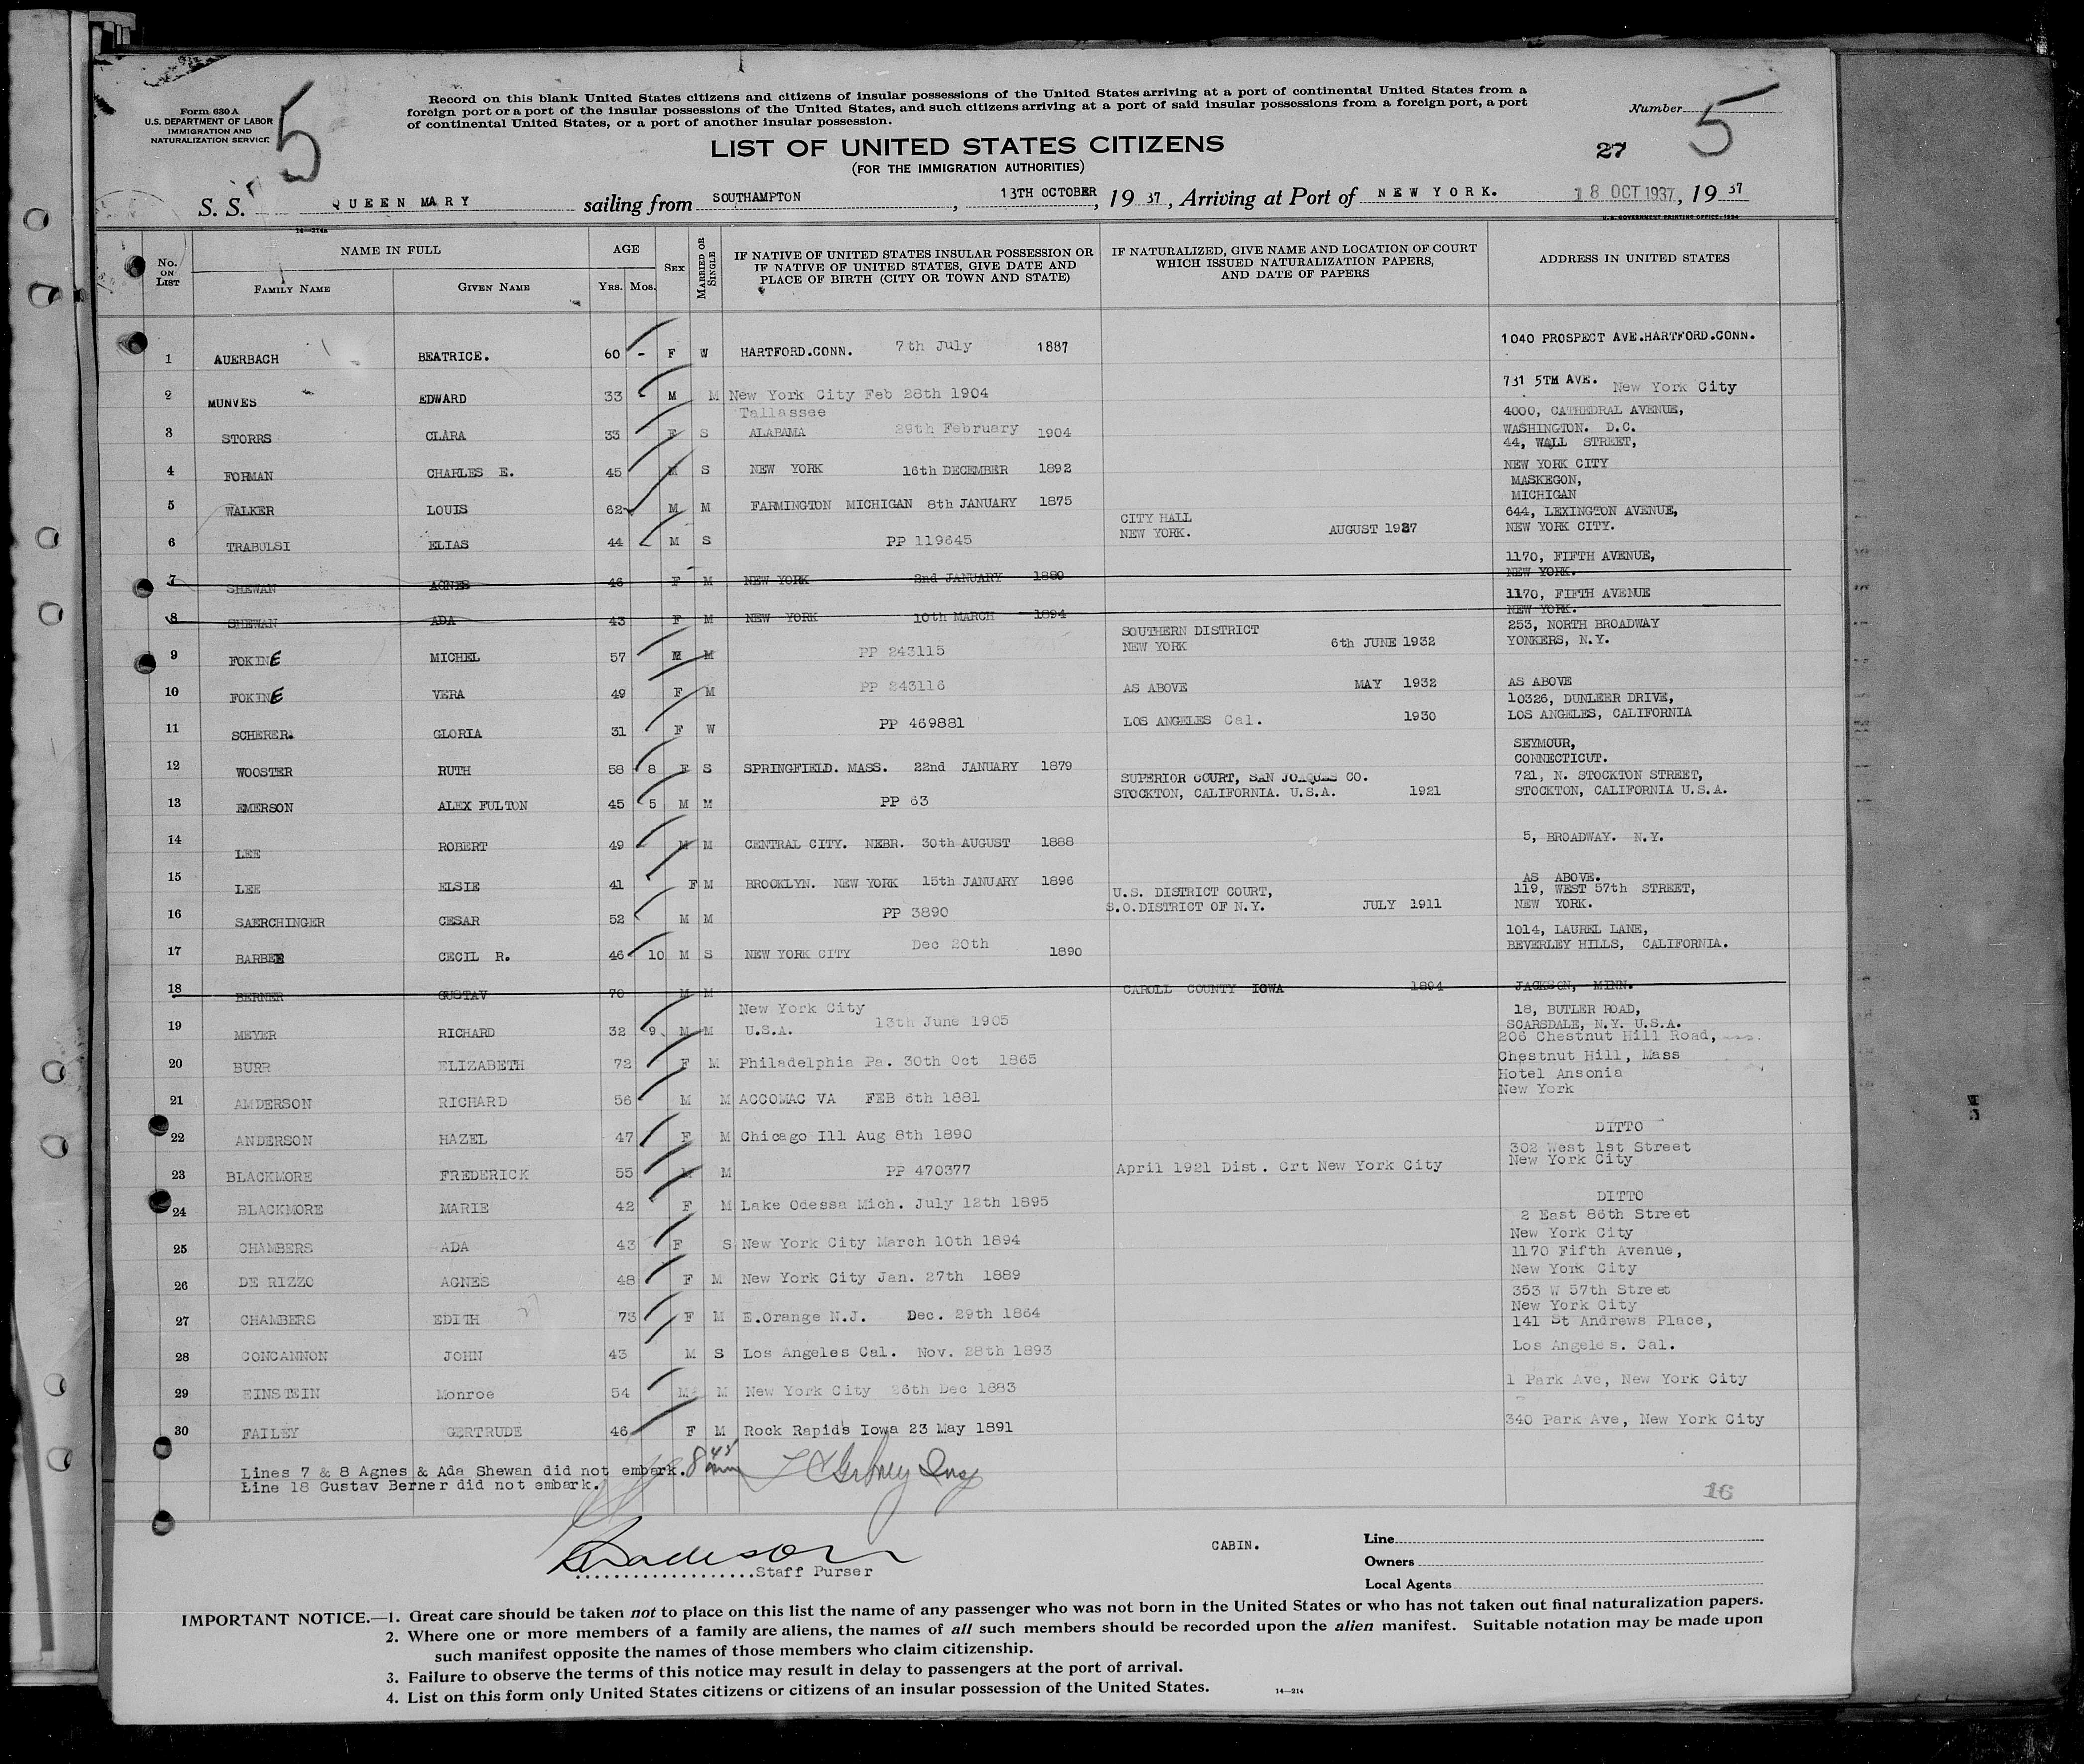 Form 630 A
U.S. DEPARTMENT OF LABOR
IMMIGRATION AND
NATURALIZATION SERVICE
5
Record on this blank United States citizens and citizens of insular possessions of the United States arriving at a port of continental United States from a
foreign port or a port of the insular possessions of the United States, and such citizens arriving at a port of said insular possessions from a foreign port, a port
of continental United States, or a port of another insular possession.
Number 5
LIST OF UNITED STATES CITIZENS
(FOR THE IMMIGRATION AUTHORITIES)
27
S. S. QUEEN MARY sailing from SOUTHAMPTON, 13TH OCTOBER, 19 37, Arriving at Port of NEW YORK. 18 OCT 1937, 19 37
U.S. GOVERNMENT PRINTING OFFICE: 1934
14—214a
No. ON LIST
NAME IN FULL
FAMILY NAME
GIVEN NAME
AGE
YRS. MOS.
SEX
MARRIED OR SINGLE
IF NATIVE OF UNITED STATES INSULAR POSSESSION OR
IF NATIVE OF UNITED STATES, GIVE DATE AND
PLACE OF BIRTH (CITY OR TOWN AND STATE)
IF NATURALIZED, GIVE NAME AND LOCATION OF COURT
WHICH ISSUED NATURALIZATION PAPERS,
AND DATE OF PAPERS
ADDRESS IN UNITED STATES
1 AUERBACH BEATRICE. 60 - F W HARTFORD.CONN. 7th July 1887 1040 PROSPECT AVE.HARTFORD.CONN.
2 MUNVES EDWARD 33 - M M New York City Feb 28th 1904 731 5TH AVE. New York City
3 STORRS CLARA 33 F S Tallassee ALABAMA 29th February 1904 4000, CATHEDRAL AVENUE, WASHINGTON. D.C.
4 FORMAN CHARLES E. 45 M S NEW YORK 16th DECEMBER 1892 44, WALL STREET, NEW YORK CITY
5 WALKER LOUIS 62 M M FARMINGTON MICHIGAN 8th JANUARY 1875 MASKEGON, MICHIGAN
6 TRABULSI ELIAS 44 M S PP 119645 CITY HALL NEW YORK. AUGUST 1927 644, LEXINGTON AVENUE, NEW YORK CITY.
7 SHEWAN AGNES 46 F M NEW YORK 2nd JANUARY 1889 1170, FIFTH AVENUE, NEW YORK.
8 SHEWAN ADA 43 F M NEW YORK 10th MARCH 1894 1170, FIFTH AVENUE NEW YORK.
9 FOKINE MICHEL 57 M M PP 243115 SOUTHERN DISTRICT NEW YORK 6th JUNE 1932 253, NORTH BROADWAY YONKERS, N.Y.
10 FOKINE VERA 49 F M PP 243116 AS ABOVE MAY 1932 AS ABOVE
11 SCHERER. GLORIA 31 F W PP 469881 LOS ANGELES Cal. 1930 10326, DUNLEER DRIVE, LOS ANGELES, CALIFORNIA
12 WOOSTER RUTH 58 8 F S SPRINGFIELD. MASS. 22nd JANUARY 1879 SEYMOUR, CONNECTICUT.
13 EMERSON ALEX FULTON 45 5 M M PP 63 SUPERIOR COURT, SAN JOAQUIS CO. STOCKTON, CALIFORNIA. U.S.A. 1921 721, N. STOCKTON STREET, STOCKTON, CALIFORNIA U.S.A.
14 LEE ROBERT 49 M M CENTRAL CITY. NEBR. 30th AUGUST 1888 5, BROADWAY. N.Y.
15 LEE ELSIE 41 F M BROOKLYN. NEW YORK 15th JANUARY 1896 AS ABOVE.
16 SAERCHINGER CESAR 52 M M PP 3890 U.S. DISTRICT COURT, S.O.DISTRICT OF N.Y. JULY 1911 119, WEST 57th STREET, NEW YORK.
17 BARBER CECIL R. 46 10 M S NEW YORK CITY Dec 20th 1890 1014, LAUREL LANE, BEVERLEY HILLS, CALIFORNIA.
18 BERNER GUSTAV 70 M M CAROLL COUNTY IOWA 1894 JACKSON, MINN.
19 MEYER RICHARD 32 9 M M New York City U.S.A. 13th June 1905 18, BUTLER ROAD, SCARSDALE, N.Y. U.S.A.
20 BURR ELIZABETH 72 F M Philadelphia Pa. 30th Oct 1865 206 Chestnut Hill Road, Chestnut Hill, Mass
21 AMDERSON RICHARD 56 M M ACCOMAC VA FEB 6th 1881 Hotel Ansonia New York
22 ANDERSON HAZEL 47 F M Chicago Ill Aug 8th 1890 DITTO
23 BLACKMORE FREDERICK 55 M M PP 470377 April 1921 Dist. Crt New York City 302 West 1st Street New York City
24 BLACKMORE MARIE 42 F M Lake Odessa Mich. July 12th 1895 DITTO
25 CHAMBERS ADA 43 F S New York City March 10th 1894 2 East 86th Street New York City
26 DE RIZZO AGNES 48 F M New York City Jan. 27th 1889 1170 Fifth Avenue, New York City
27 CHAMBERS EDITH 27 73 F M E.Orange N.J. Dec. 29th 1864 353 W 57th Street New York City
28 CONCANNON JOHN 43 M S Los Angeles Cal. Nov. 28th 1893 141 St Andrews Place, Los Angeles. Cal.
29 EINSTEIN Monroe 54 M M New York City 26th Dec 1883 1 Park Ave, New York City
30 FAILEY GERTRUDE 46 F M Rock Rapids Iowa 23 May 1891 340 Park Ave, New York City
Lines 7 & 8 Agnes & Ada Shewan did not embark.
Line 18 Gustav Berner did not embark.
16
Staff Purser
CABIN.
Line
Owners
Local Agents
IMPORTANT NOTICE.—1. Great care should be taken not to place on this list the name of any passenger who was not born in the United States or who has not taken out final naturalization papers.
2. Where one or more members of a family are aliens, the names of all such members should be recorded upon the alien manifest. Suitable notation may be made upon
such manifest opposite the names of those members who claim citizenship.
3. Failure to observe the terms of this notice may result in delay to passengers at the port of arrival.
4. List on this form only United States citizens or citizens of an insular possession of the United States.
14—214